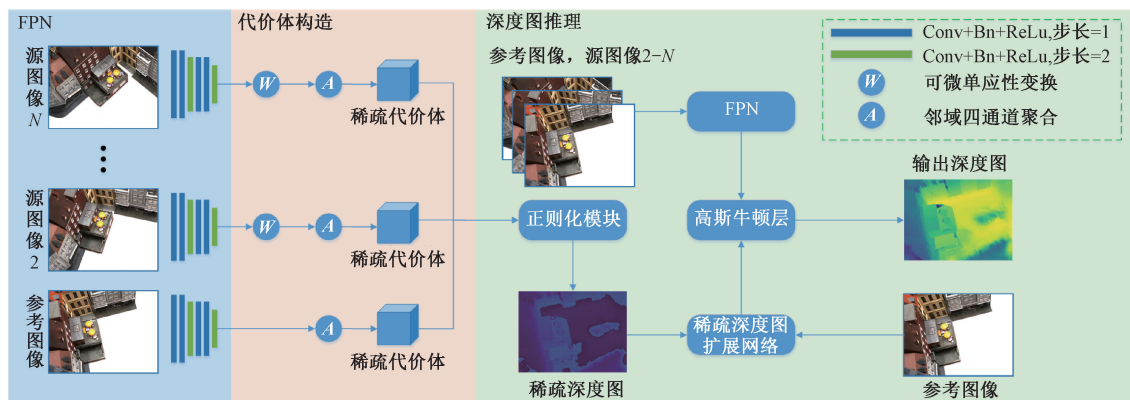 FPN
源图像N
W
A
稀疏代价体
源图像2
W
A
稀疏代价体
参考图像
A
稀疏代价体
代价体构造
深度图推理
参考图像，源图像2-N
FPN
正则化模块
高斯牛顿层
稀疏深度图
稀疏深度图
扩展网络
输出深度图
参考图像
Conv+Bn+ReLu,步长=1
Conv+Bn+ReLu,步长=2
W 可微单应性变换
A 邻域四通道聚合